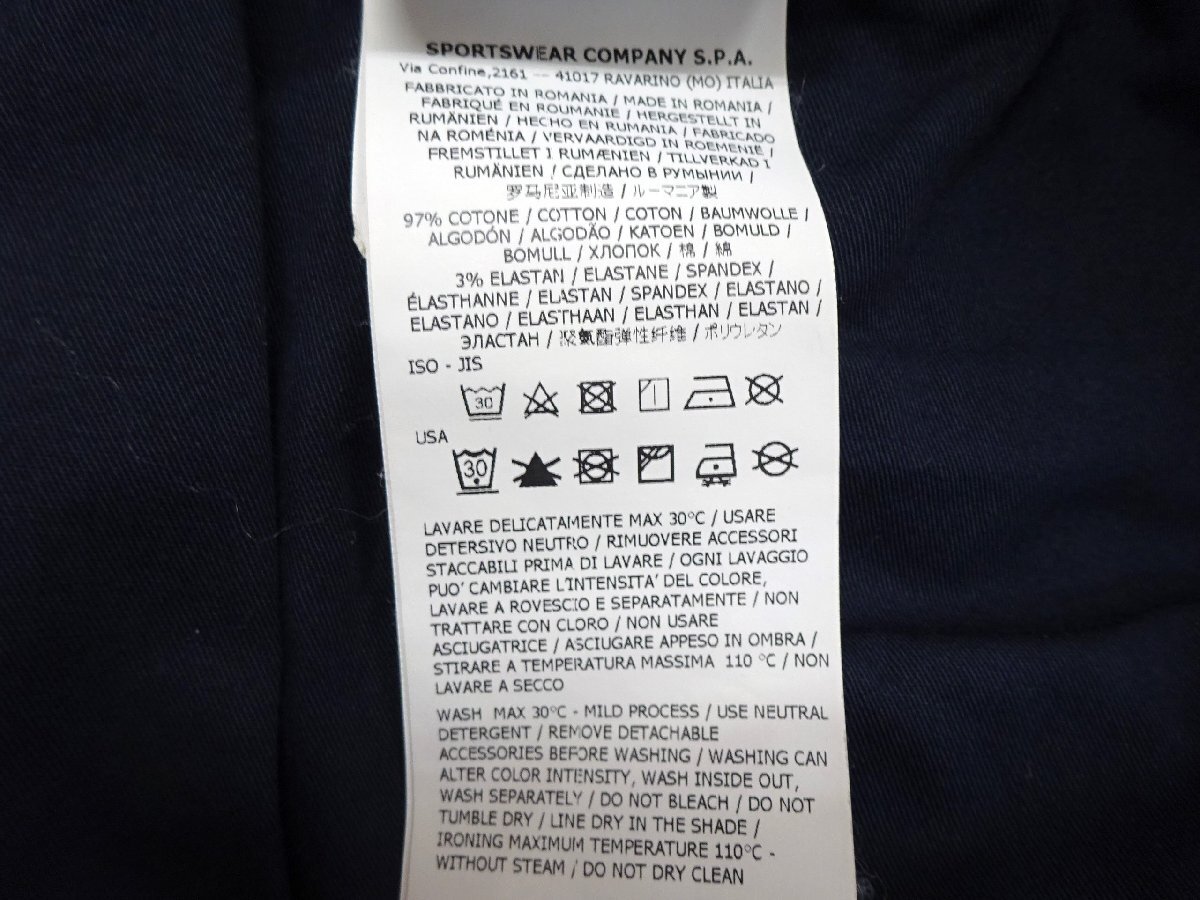 SPORTSWEAR COMPANY S.P.A.
Via Confine,2161 -- 41017 RAVARINO (MO) ITALIA
FABBRICATO IN ROMANIA / MADE IN ROMANIA /
FABRIQUÉ EN ROUMANIE / HERGESTELLT IN
RUMÄNIEN / HECHO EN RUMANIA / FABRICADO
NA ROMÉNIA / VERVAARDIGD IN ROEMENIË /
FREMSTILLET I RUMÆNIEN / TILLVERKAD I
RUMÄNIEN / СДЕЛАНО В РУМЫНИИ /
罗马尼亚制造 / ルーマニア製
97% COTONE / COTTON / COTON / BAUMWOLLE /
ALGODÓN / ALGODÃO / KATOEN / BOMULD /
BOMULL / ХЛОПОК / 棉 / 綿
3% ELASTAN / ELASTANE / SPANDEX /
ÉLASTHANNE / ELASTAN / SPANDEX / ELASTANO /
ELASTANO / ELASTHAAN / ELASTHAN / ELASTAN /
ЭЛАСТАН / 聚氨酯弹性纤维 / ポリウレタン
ISO - JIS
30
USA
30
LAVARE DELICATAMENTE MAX 30°C / USARE
DETERSIVO NEUTRO / RIMUOVERE ACCESSORI
STACCABILI PRIMA DI LAVARE / OGNI LAVAGGIO
PUO' CAMBIARE L'INTENSITA' DEL COLORE,
LAVARE A ROVESCIO E SEPARATAMENTE / NON
TRATTARE CON CLORO / NON USARE
ASCIUGATRICE / ASCIUGARE APPESO IN OMBRA /
STIRARE A TEMPERATURA MASSIMA 110 °C / NON
LAVARE A SECCO
WASH MAX 30°C - MILD PROCESS / USE NEUTRAL
DETERGENT / REMOVE DETACHABLE
ACCESSORIES BEFORE WASHING / WASHING CAN
ALTER COLOR INTENSITY, WASH INSIDE OUT,
WASH SEPARATELY / DO NOT BLEACH / DO NOT
TUMBLE DRY / LINE DRY IN THE SHADE /
IRONING MAXIMUM TEMPERATURE 110°C -
WITHOUT STEAM / DO NOT DRY CLEAN